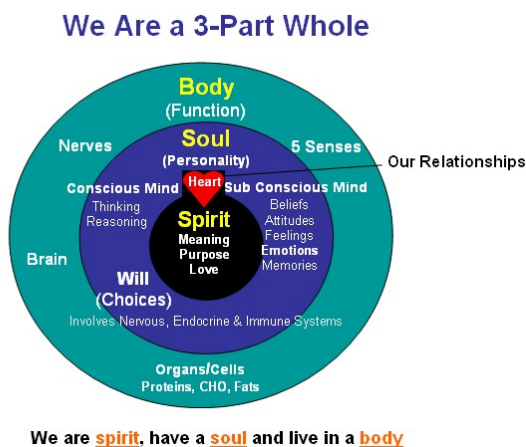 We Are a 3-Part Whole
Body
(Function)
Nerves
5 Senses
Soul
(Personality)
Our Relationships
Conscious Mind
Heart
Sub Conscious Mind
Thinking
Reasoning
Beliefs
Attitudes
Feelings
Emotions
Memories
Spirit
Meaning
Purpose
Love
Brain
Will
(Choices)
Involves Nervous, Endocrine & Immune Systems
Organs/Cells
Proteins, CHO, Fats
We are spirit, have a soul and live in a body